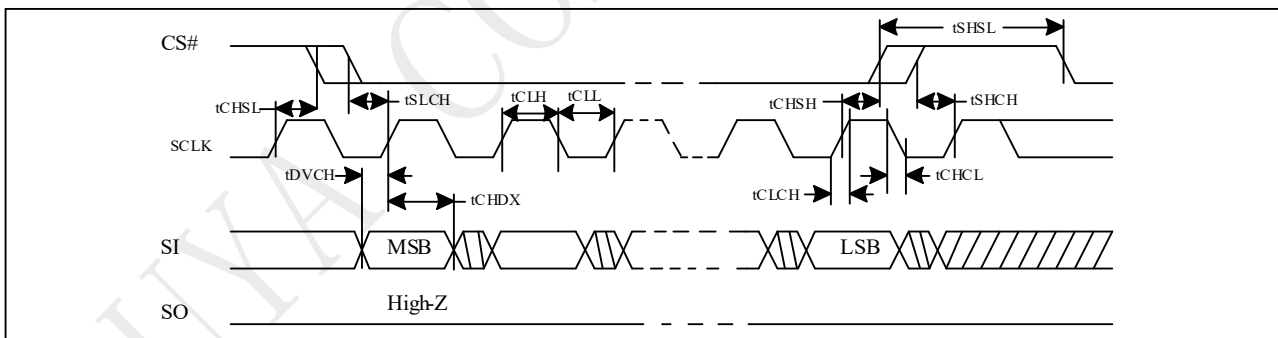 tSHSL
CS#
tCHSL
tSLCH
tCLH
tCLL
tCHSH
tSHCH
SCLK
tDVCH
tCHDX
tCLCH
tCHCL
SI
MSB
LSB
High-Z
SO